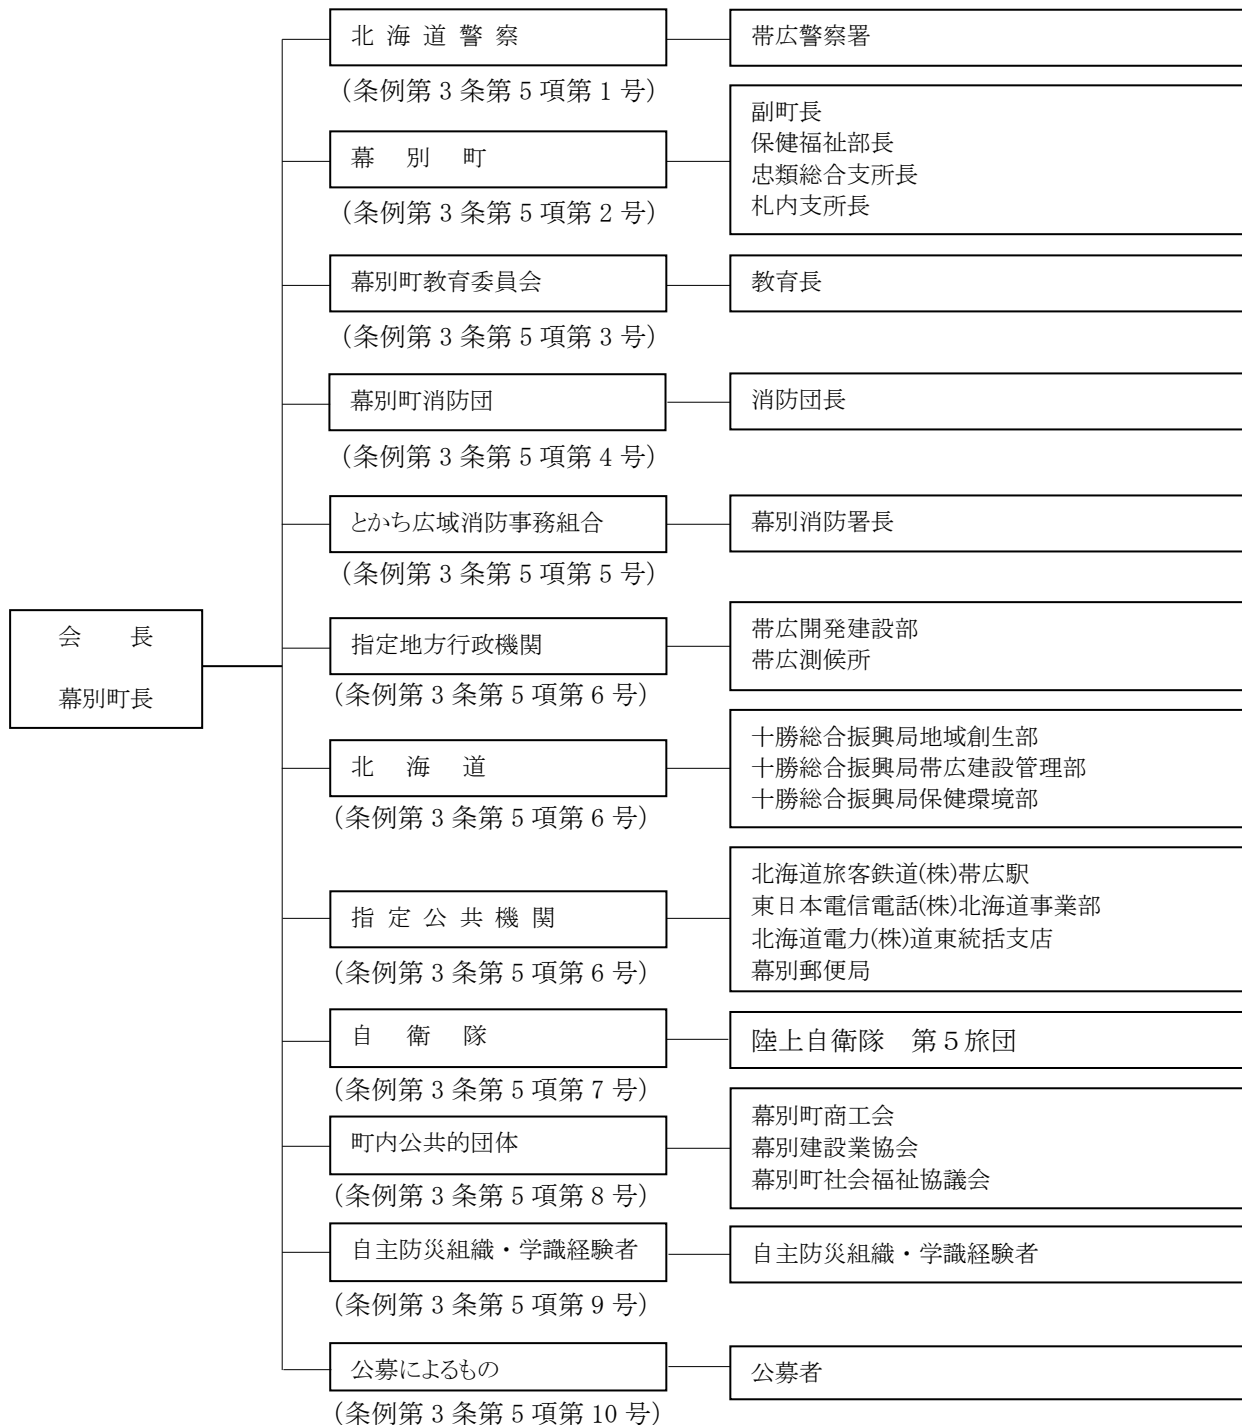 北海道警察
帯広警察署
(条例第3条第5項第1号)
幕別町
副町長
保健福祉部長
忠類総合支所長
札内支所長
(条例第3条第5項第2号)
幕別町教育委員会
教育長
(条例第3条第5項第3号)
幕別町消防団
消防団長
(条例第3条第5項第4号)
とかち広域消防事務組合
幕別消防署長
(条例第3条第5項第5号)
会長
幕別町長
指定地方行政機関
帯広開発建設部
帯広測候所
(条例第3条第5項第6号)
北海道
十勝総合振興局地域創生部
十勝総合振興局帯広建設管理部
十勝総合振興局保健環境部
(条例第3条第5項第6号)
指定公共機関
北海道旅客鉄道(株)帯広駅
東日本電信電話(株)北海道事業部
北海道電力(株)道東統括支店
幕別郵便局
(条例第3条第5項第6号)
自衛隊
陸上自衛隊　第５旅団
(条例第3条第5項第7号)
町内公共的団体
幕別町商工会
幕別建設業協会
幕別町社会福祉協議会
(条例第3条第5項第8号)
自主防災組織・学識経験者
自主防災組織・学識経験者
(条例第3条第5項第9号)
公募によるもの
公募者
(条例第3条第5項第10号)